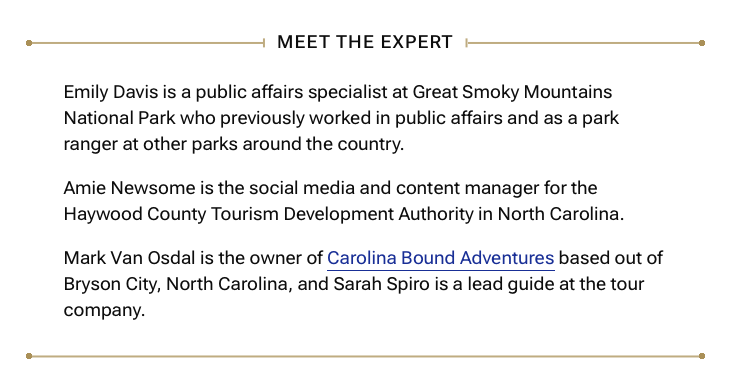 MEET THE EXPERT
Emily Davis is a public affairs specialist at Great Smoky Mountains
National Park who previously worked in public affairs and as a park
ranger at other parks around the country.
Amie Newsome is the social media and content manager for the
Haywood County Tourism Development Authority in North Carolina.
Mark Van Osdal is the owner of Carolina Bound Adventures based out of
Bryson City, North Carolina, and Sarah Spiro is a lead guide at the tour
company.